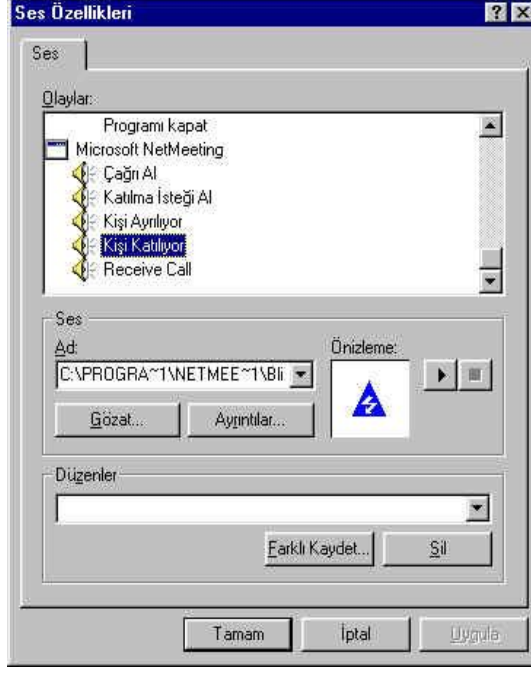 Ses Özellikleri
Ses
Olaylar:
Programı kapat
Microsoft NetMeeting
Çağrı Al
Katılma İsteği Al
Kişi Ayrılıyor
Kişi Katılıyor
Receive Call
Ses
Ad:
Önizleme:
C:\PROGRA~1\NETMEE~1\Bli
Gözat...
Ayrıntılar...
Düzenler
Farklı Kaydet...
Sil
Tamam
İptal
Uygula